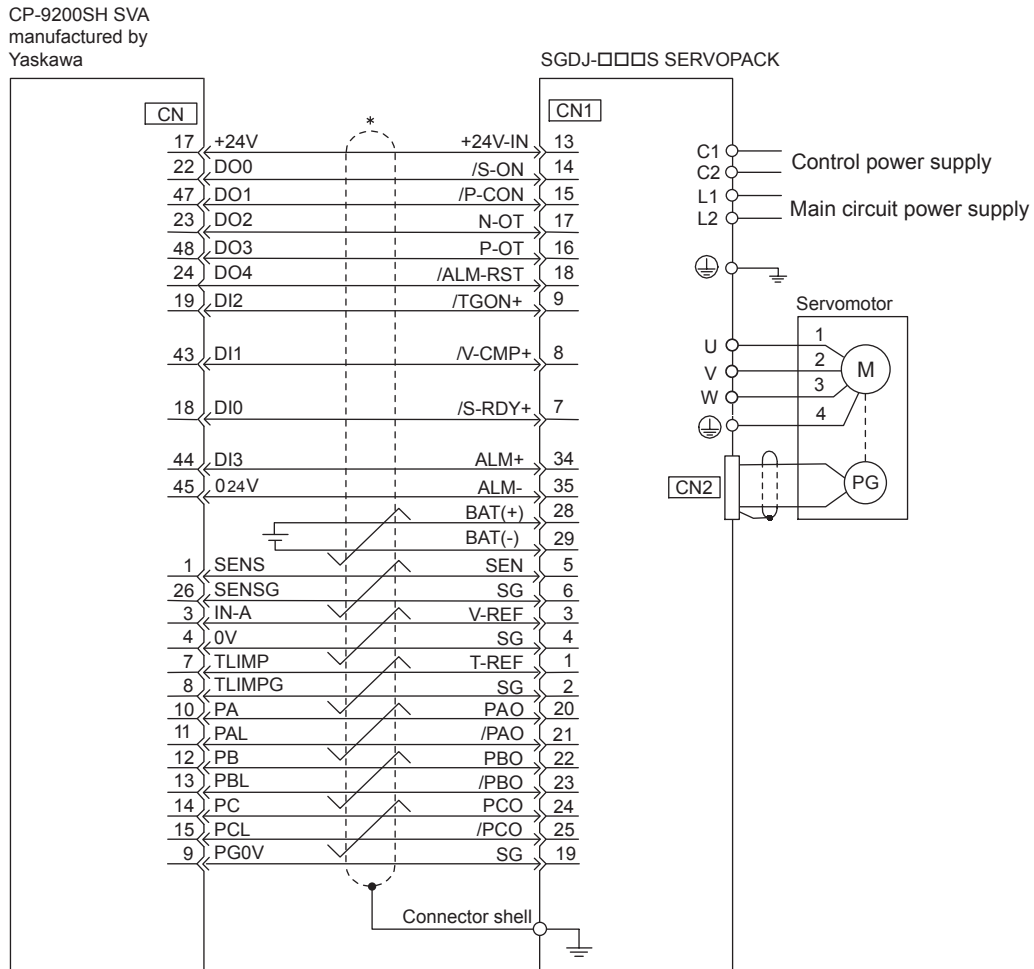 CP-9200SH SVA
manufactured by
Yaskawa
SGDJ-□□□S SERVOPACK
CN
CN1
*
17 +24V +24V-IN 13
22 DO0 /S-ON 14
47 DO1 /P-CON 15
23 DO2 N-OT 17
48 DO3 P-OT 16
24 DO4 /ALM-RST 18
19 DI2 /TGON+ 9
43 DI1 /V-CMP+ 8
18 DI0 /S-RDY+ 7
44 DI3 ALM+ 34
45 024V ALM- 35
BAT(+) 28
BAT(-) 29
1 SENS SEN 5
26 SENSG SG 6
3 IN-A V-REF 3
4 0V SG 4
7 TLIMP T-REF 1
8 TLIMPG SG 2
10 PA PAO 20
11 PAL /PAO 21
12 PB PBO 22
13 PBL /PBO 23
14 PC PCO 24
15 PCL /PCO 25
9 PG0V SG 19
Connector shell
C1
C2
Control power supply
L1
L2
Main circuit power supply
Servomotor
U 1
V 2
W 3
4
M
CN2
PG